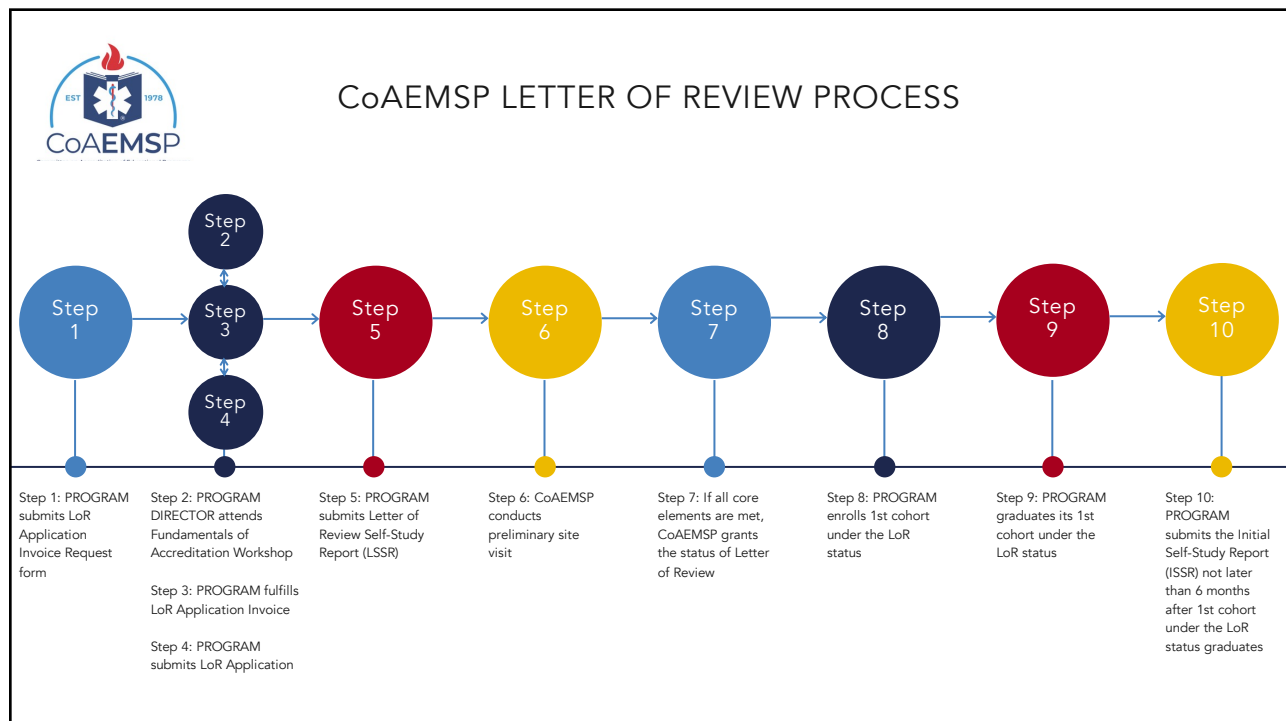 EST 1978
CoAEMSP
CoAEMSP LETTER OF REVIEW PROCESS
Step
1
Step
2
Step
3
Step
4
Step
5
Step
6
Step
7
Step
8
Step
9
Step
10
Step 1: PROGRAM
submits LoR
Application
Invoice Request
form
Step 2: PROGRAM
DIRECTOR attends
Fundamentals of
Accreditation Workshop
Step 3: PROGRAM fulfills
LoR Application Invoice
Step 4: PROGRAM
submits LoR Application
Step 5: PROGRAM
submits Letter of
Review Self-Study
Report (LSSR)
Step 6: CoAEMSP
conducts
preliminary site
visit
Step 7: If all core
elements are met,
CoAEMSP grants
the status of Letter
of Review
Step 8: PROGRAM
enrolls 1st cohort
under the LoR
status
Step 9: PROGRAM
graduates its 1st
cohort under the
LoR status
Step 10:
PROGRAM
submits the Initial
Self-Study Report
(ISSR) not later
than 6 months
after 1st cohort
under the LoR
status graduates